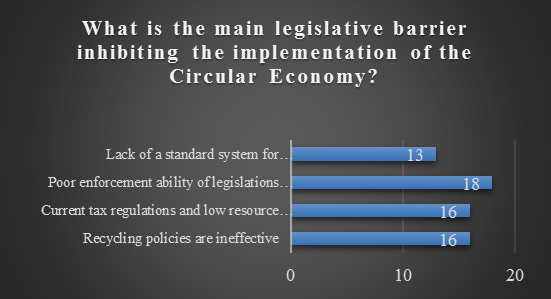 What is the main legislative barrier
inhibiting the implementation of the
Circular Economy?
Lack of a standard system for...
13
Poor enforcement ability of legislations...
18
Current tax regulations and low resource...
16
Recycling policies are ineffective
16
0 10 20